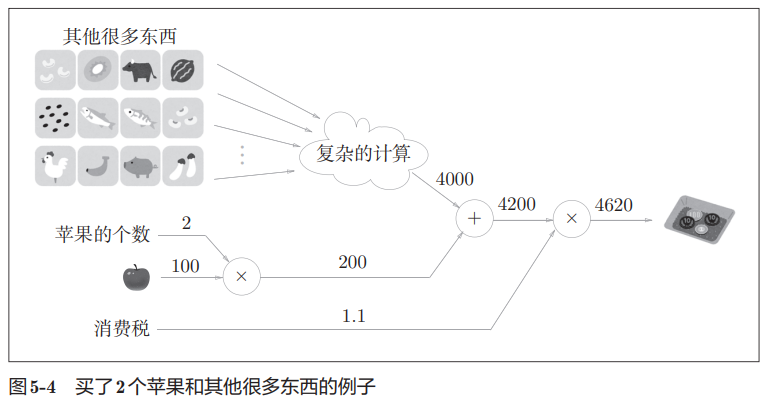 其他很多东西
复杂的计算
4000
4200
4620
+
×
苹果的个数
2
100
×
200
消费税
1.1
图5-4 买了2个苹果和其他很多东西的例子